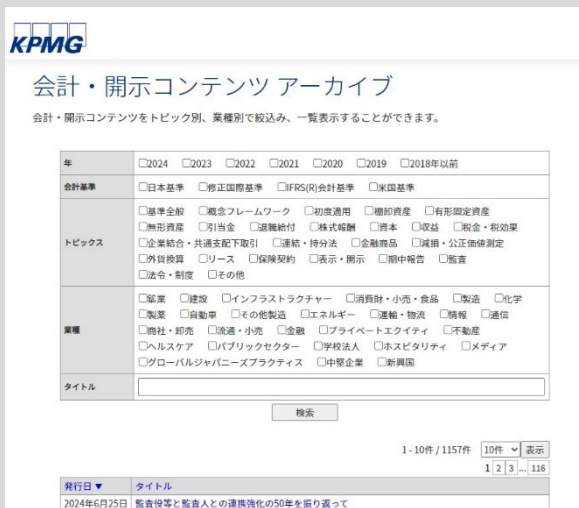 KPMG
会計・開示コンテンツ アーカイブ
会計・開示コンテンツをトピック別、業種別で絞込み、一覧表示することができます。
年 □2024 □2023 □2022 □2021 □2020 □2019 □2018年以前
会計基準 □日本基準 □修正国際基準 □IFRS(R)会計基準 □米国基準
トピックス
□基準全般 □概念フレームワーク □初度適用 □棚卸資産 □有形固定資産
□無形資産 □引当金 □退職給付 □株式報酬 □資本 □収益 □税金・税効果
□企業結合・共通支配下取引 □連結・持分法 □金融商品 □減損・公正価値測定
□外貨換算 □リース □保険契約 □表示・開示 □期中報告 □監査
□法令・制度 □その他
業種
□鉱業 □建設 □インフラストラクチャー □消費財・小売・食品 □製造 □化学
□製薬 □自動車 □その他製造 □エネルギー □運輸・物流 □情報 □通信
□商社・卸売 □流通・小売 □金融 □プライベートエクイティ □不動産
□ヘルスケア □パブリックセクター □学校法人 □ホスピタリティ □メディア
□グローバルジャパニーズプラクティス □中堅企業 □新興国
タイトル
検索
1 - 10件 / 1157件 10件 表示
1 2 3 ... 116
発行日▼ タイトル
2024年6月25日 監査役等と監査人との連携強化の50年を振り返って